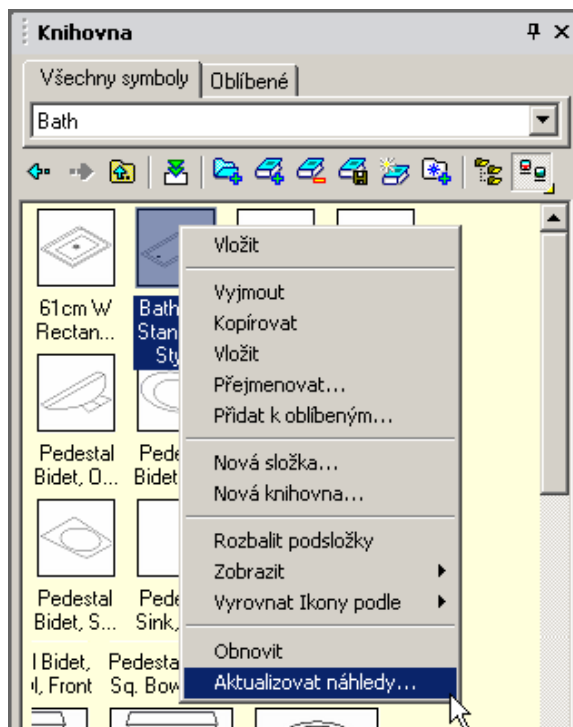 Knihovna
Všechny symboly
Oblíbené
Bath
61cm W
Rectan...
Bath
Stan
Sty
Pedestal
Bidet, O...
Pede
Bidet
Pedestal
Bidet, S...
Pede
Sink,
l Bidet,
l, Front
Pedesta
Sq. Bow
Vložit
Vyjmout
Kopírovat
Vložit
Přejmenovat...
Přidat k oblíbeným...
Nová složka...
Nová knihovna...
Rozbalit podsložky
Zobrazit
Vyrovnat Ikony podle
Obnovit
Aktualizovat náhledy...